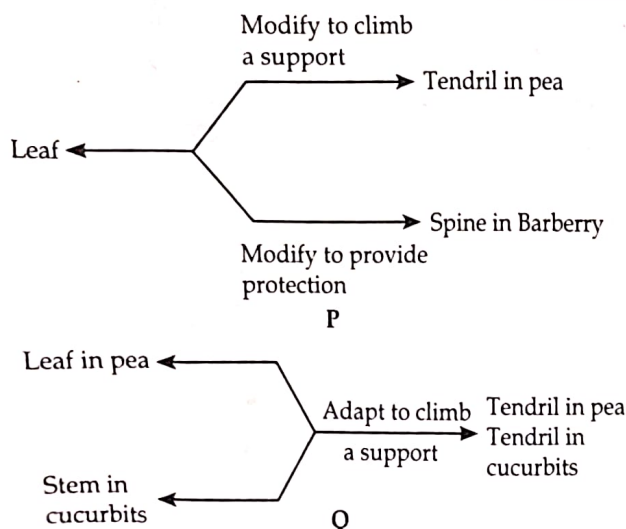 Modify to climb
a support
Tendril in pea
Leaf
Spine in Barberry
Modify to provide
protection
P
Leaf in pea
Adapt to climb
a support
Tendril in pea
Tendril in
cucurbits
Stem in
cucurbits
Q